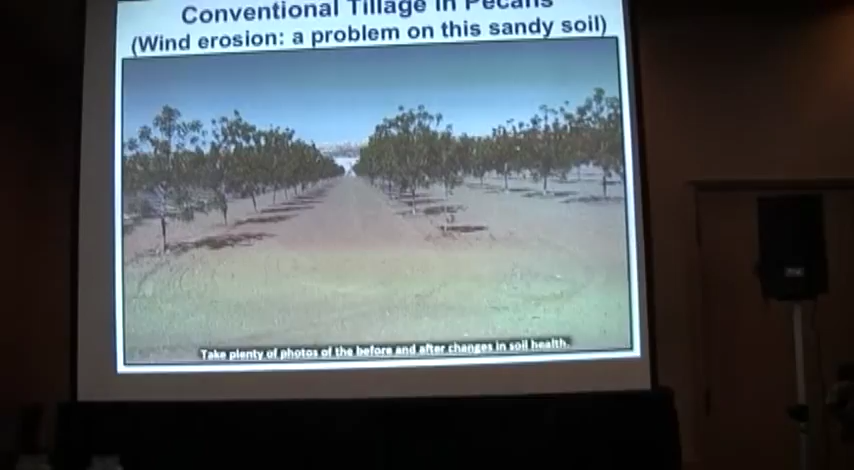 Conventional Tillage in Pecans
(Wind erosion: a problem on this sandy soil)
Take plenty of photos of the before and after changes in soil health.